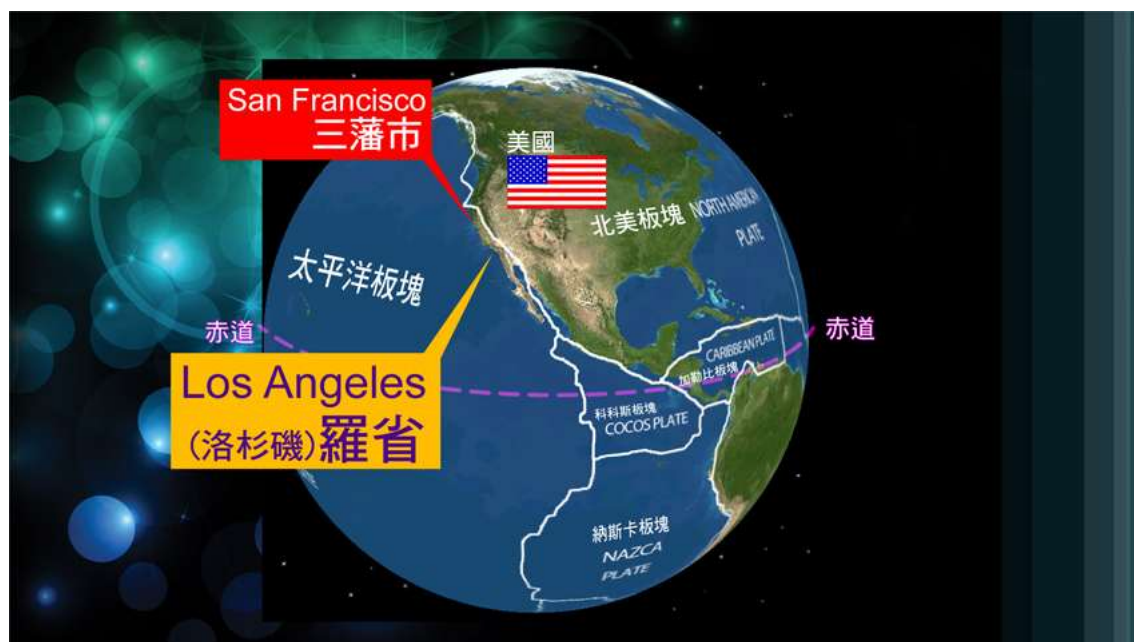 San Francisco
三藩市
美國
北美板塊
NORTH AMERICAN
PLATE
太平洋板塊
赤道
赤道
CARIBBEAN PLATE
加勒比板塊
Los Angeles
(洛杉磯)羅省
科科斯板塊
COCOS PLATE
納斯卡板塊
NAZCA
PLATE